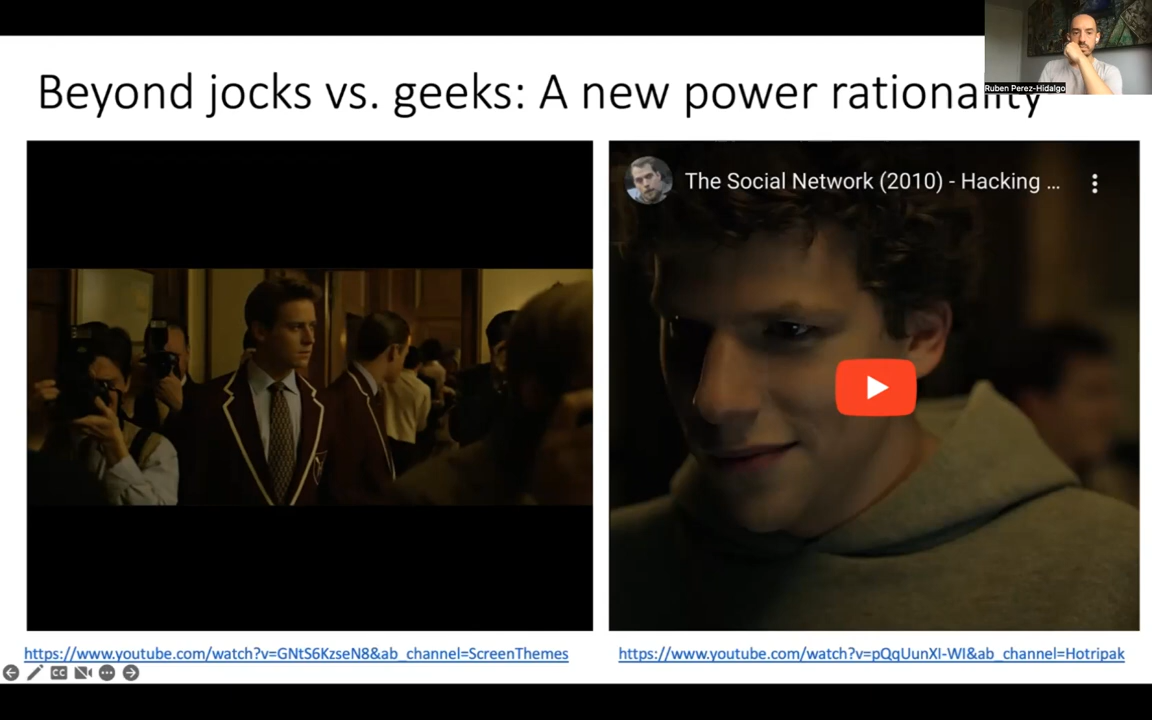 Beyond jocks vs. geeks: A new power rationality
Ruben Perez-Hidalgo
The Social Network (2010) - Hacking ...
https://www.youtube.com/watch?v=GNtS6KzseN8&ab_channel=ScreenThemes
https://www.youtube.com/watch?v=pQqUunXI-WI&ab_channel=Hotripak
CC